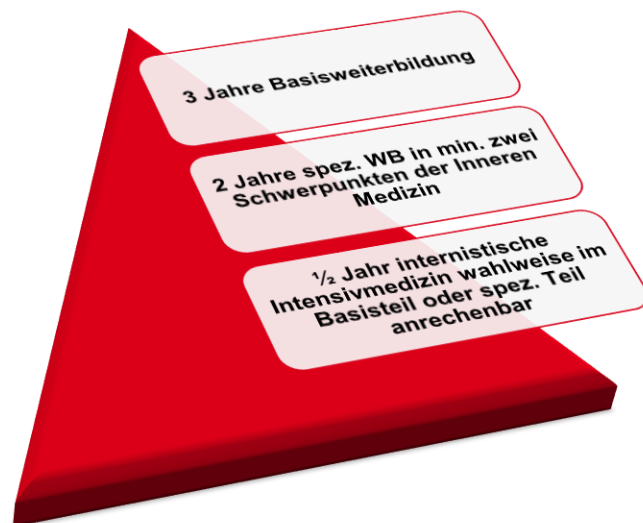 3 Jahre Basisweiterbildung
2 Jahre spez. WB in min. zwei
Schwerpunkten der Inneren
Medizin
½ Jahr internistische
Intensivmedizin wahlweise im
Basisteil oder spez. Teil
anrechenbar